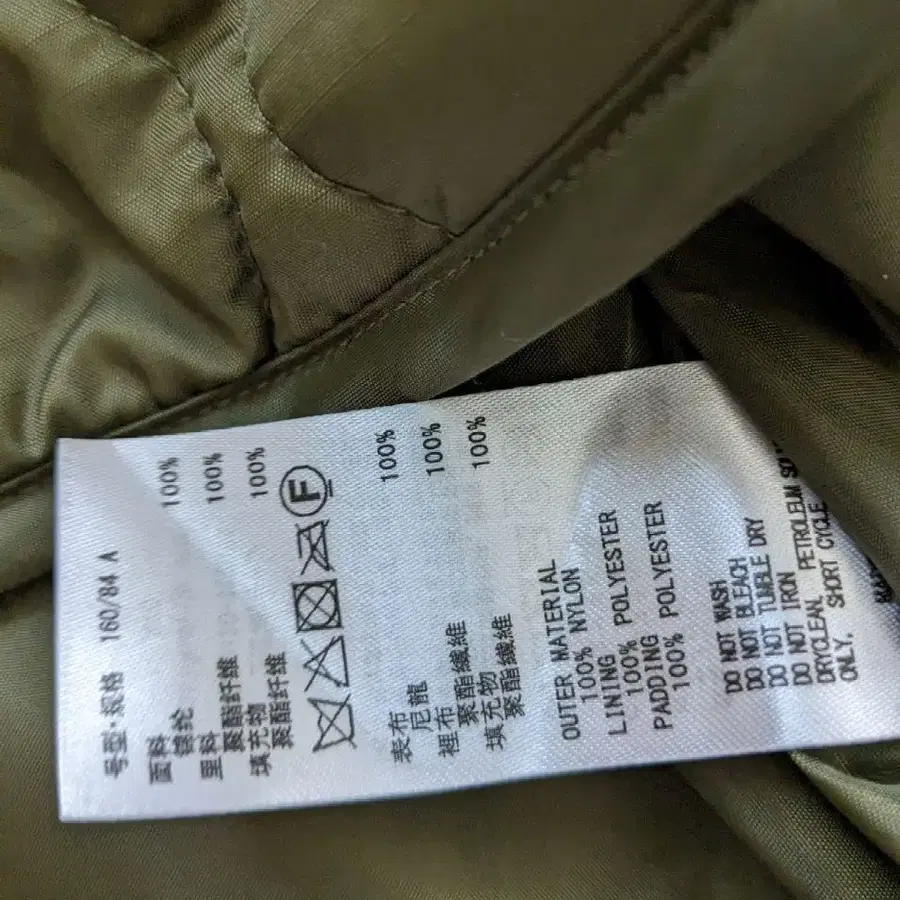 号型·规格 160/84 A
面料
锦纶 100%
里料
聚酯纤维 100%
填充物
聚酯纤维 100%
F
表布
尼龍 100%
裡布
聚酯纖維 100%
填充物
聚酯纖維 100%
OUTER MATERIAL
100% NYLON
LINING
100% POLYESTER
PADDING
100% POLYESTER
DO NOT WASH
DO NOT BLEACH
DO NOT TUMBLE DRY
DO NOT IRON
DRYCLEAN, PETROLEUM
ONLY. SHORT CYCLE